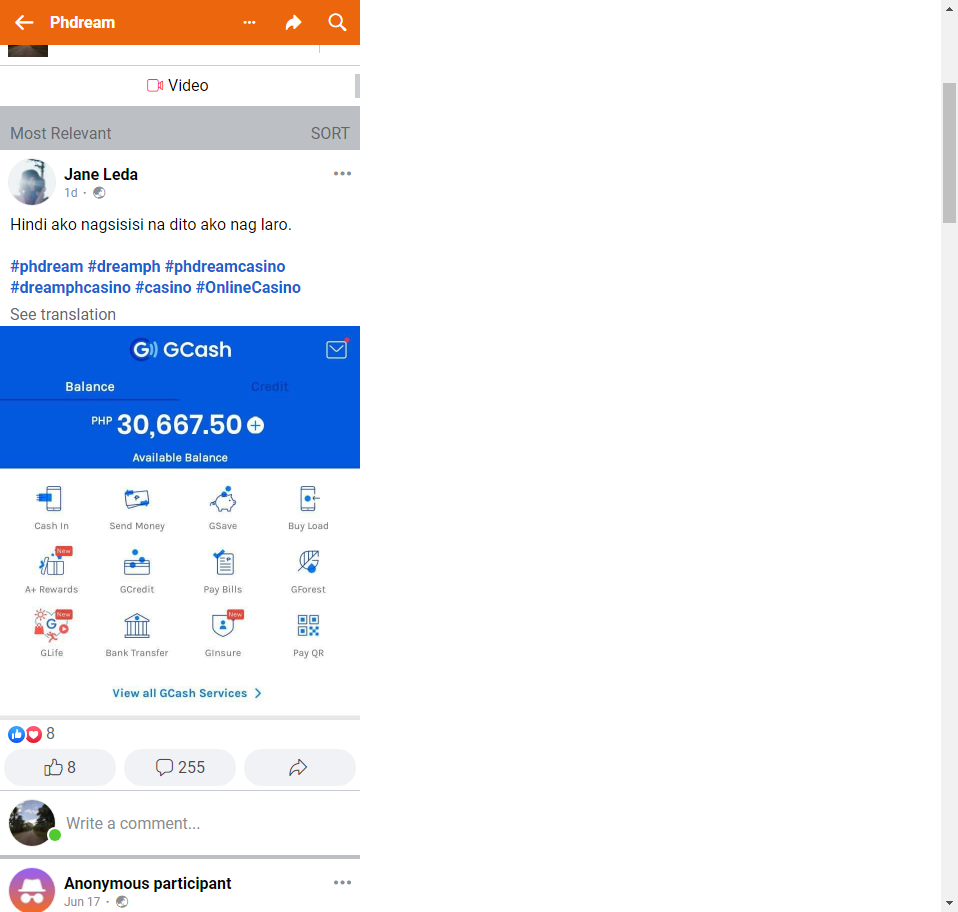 Phdream
Video
Most Relevant
SORT
Jane Leda
1d ·
Hindi ako nagsisisi na dito ako nag laro.
#phdream #dreamph #phdreamcasino
#dreamphcasino #casino #OnlineCasino
See translation
G GCash
Balance
Credit
PHP 30,667.50
Available Balance
Cash In
Send Money
GSave
Buy Load
New
A+ Rewards
GCredit
Pay Bills
GForest
New
New
GLife
Bank Transfer
GInsure
Pay QR
View all GCash Services
8
8
255
Write a comment...
Anonymous participant
Jun 17 ·